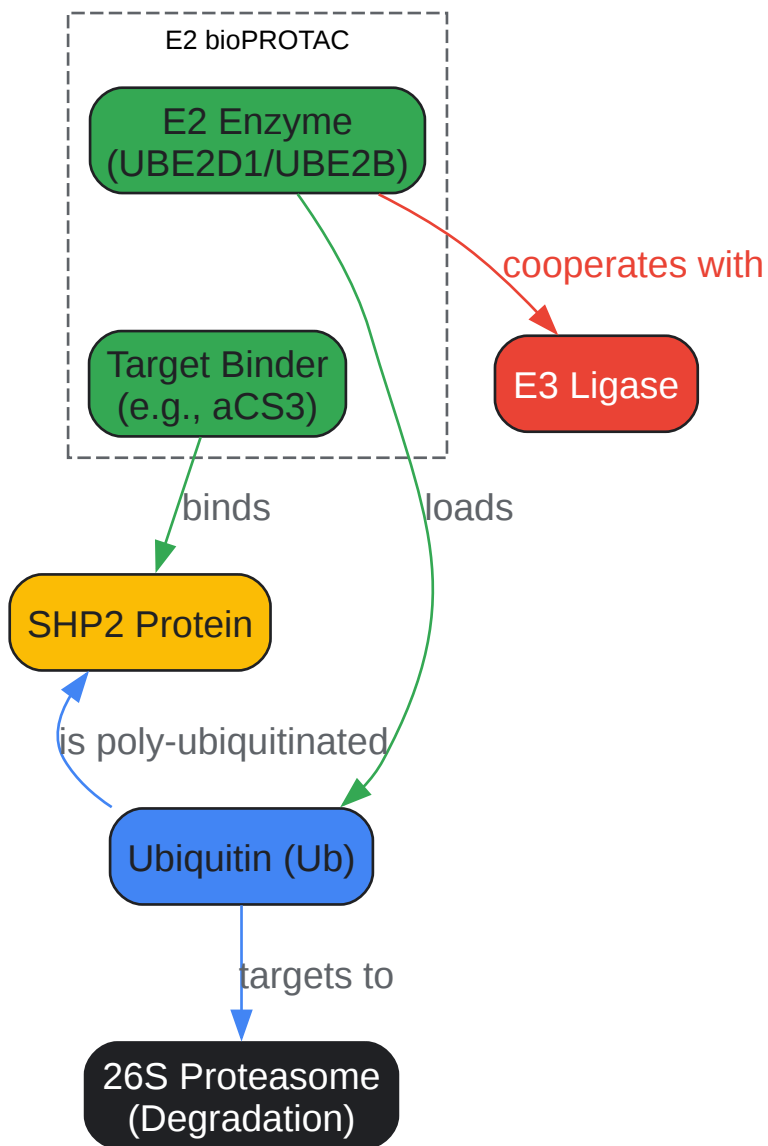 E2 bioPROTAC
E2 Enzyme
(UBE2D1/UBE2B)
cooperates with
Target Binder
(e.g., aCS3)
E3 Ligase
binds
loads
SHP2 Protein
is poly-ubiquitinated
Ubiquitin (Ub)
targets to
26S Proteasome
(Degradation)